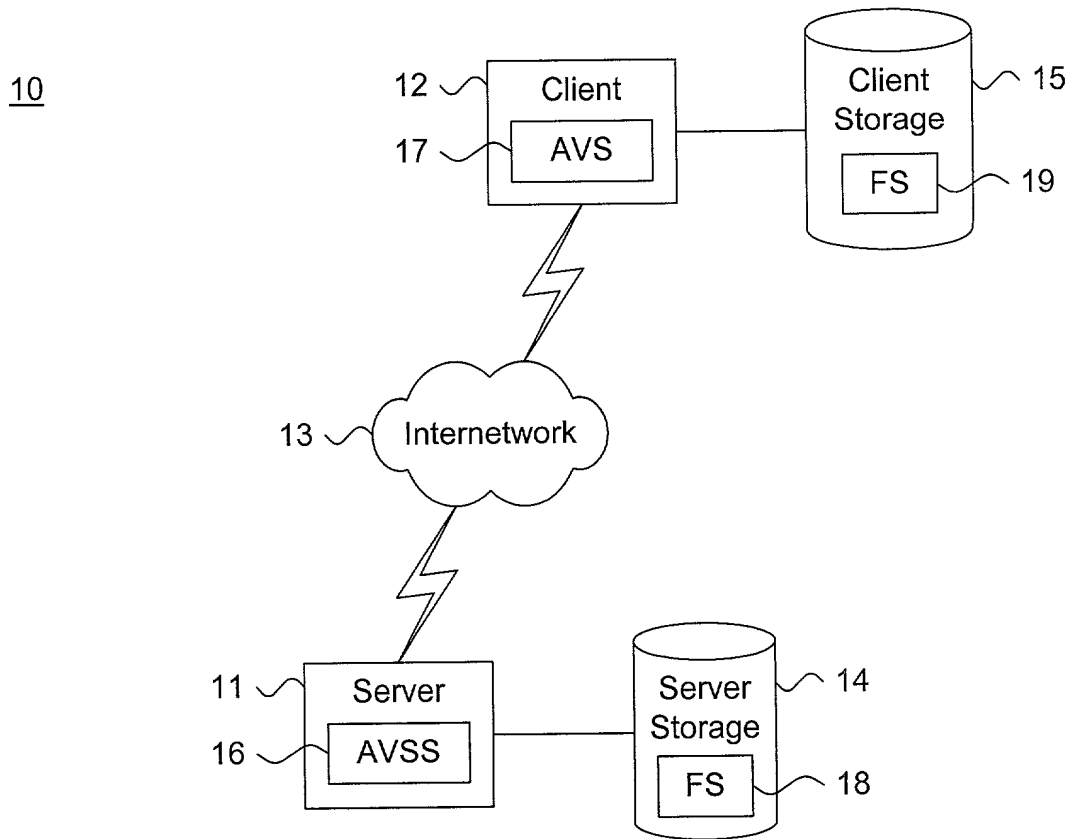 10
12
Client
17
AVS
Client
Storage
15
FS
19
13
Internetwork
11
Server
16
AVSS
Server
Storage
14
FS
18